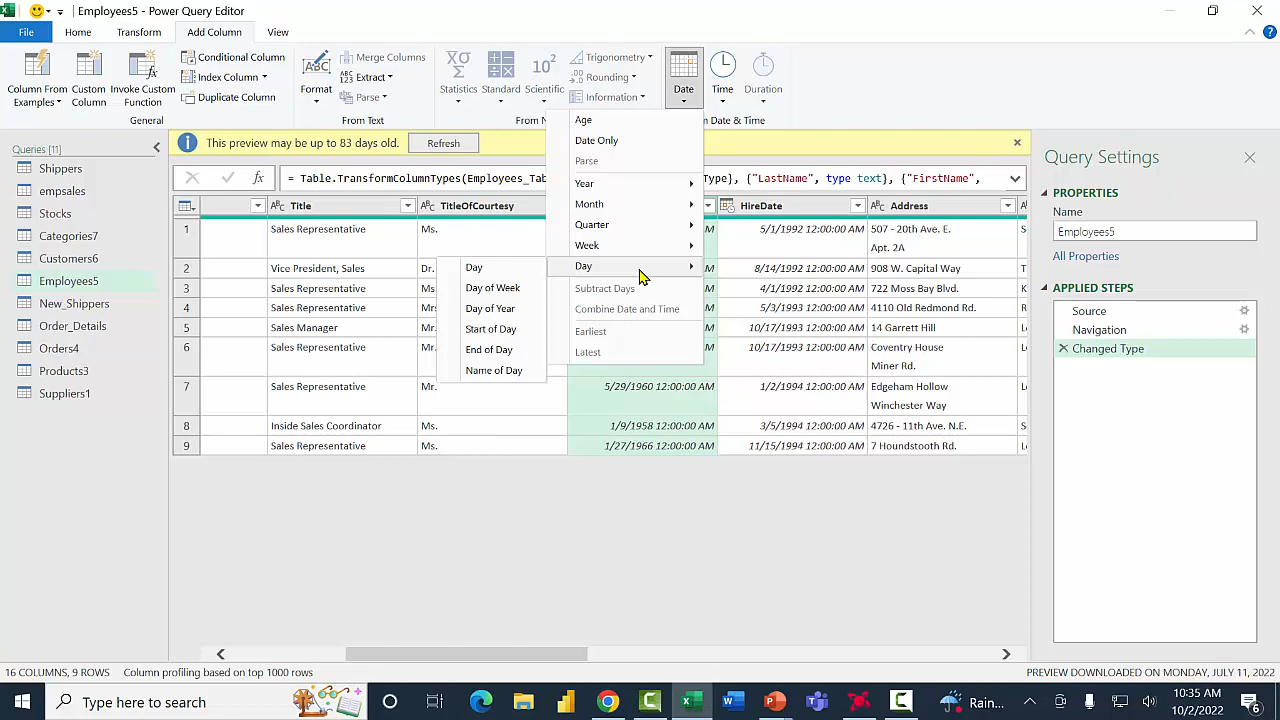 Employees5 - Power Query Editor
File Home Transform Add Column View
Column From Examples
Custom Column
Invoke Custom Function
Conditional Column
Index Column
Duplicate Column
General
Format
Merge Columns
Extract
Parse
From Text
Statistics
Standard
Scientific
Trigonometry
Rounding
Information
From N
Date
Time
Duration
Date & Time
Age
Date Only
Parse
Year
Month
Quarter
Week
Day
Subtract Days
Combine Date and Time
Earliest
Latest
Day
Day of Week
Day of Year
Start of Day
End of Day
Name of Day
This preview may be up to 83 days old. Refresh
Queries [11]
Shippers
empsales
Stocks
Categories7
Customers6
Employees5
New_Shippers
Order_Details
Orders4
Products3
Suppliers1
fx = Table.TransformColumnTypes(Employees_Tab Type), {"LastName", type text}, {"FirstName",
Title TitleOfCourtesy HireDate Address
1 Sales Representative Ms. 5/1/1992 12:00:00 AM 507 - 20th Ave. E.
Apt. 2A
2 Vice President, Sales Dr. 8/14/1992 12:00:00 AM 908 W. Capital Way
3 Sales Representative Ms. 4/1/1992 12:00:00 AM 722 Moss Bay Blvd.
4 Sales Representative Mrs 5/3/1993 12:00:00 AM 4110 Old Redmond Rd.
5 Sales Manager Mr. 10/17/1993 12:00:00 AM 14 Garrett Hill
6 Sales Representative Mr. 10/17/1993 12:00:00 AM Coventry House
Miner Rd.
7 Sales Representative Mr. 5/29/1960 12:00:00 AM 1/2/1994 12:00:00 AM Edgeham Hollow
Winchester Way
8 Inside Sales Coordinator Ms. 1/9/1958 12:00:00 AM 3/5/1994 12:00:00 AM 4726 - 11th Ave. N.E.
9 Sales Representative Ms. 1/27/1966 12:00:00 AM 11/15/1994 12:00:00 AM 7 Houndstooth Rd.
Query Settings
PROPERTIES
Name
Employees5
All Properties
APPLIED STEPS
Source
Navigation
Changed Type
16 COLUMNS, 9 ROWS Column profiling based on top 1000 rows PREVIEW DOWNLOADED ON MONDAY, JULY 11, 2022
Type here to search
Rain...
10:35 AM
10/2/2022
6